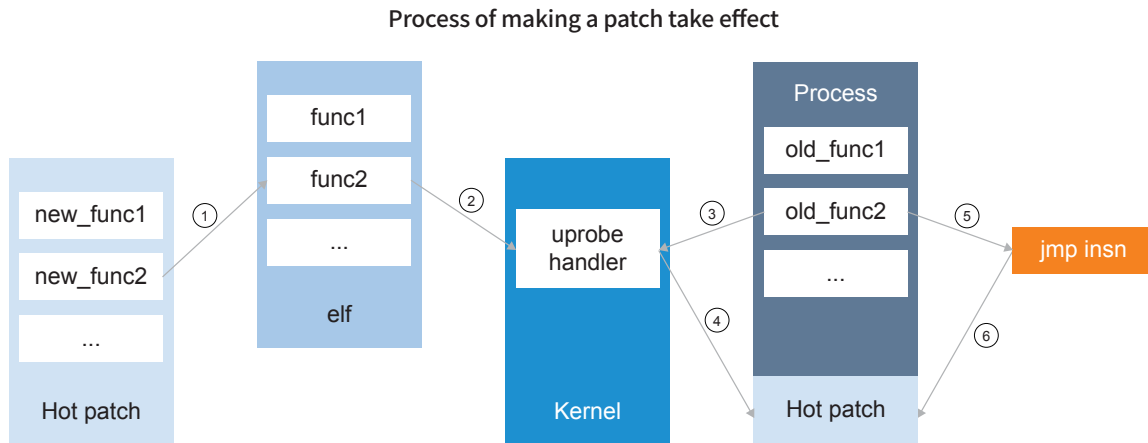 Process of making a patch take effect
new_func1
new_func2
...
Hot patch
1
func1
func2
...
elf
2
uprobe
handler
Kernel
3
4
Process
old_func1
old_func2
...
Hot patch
5
jmp insn
6